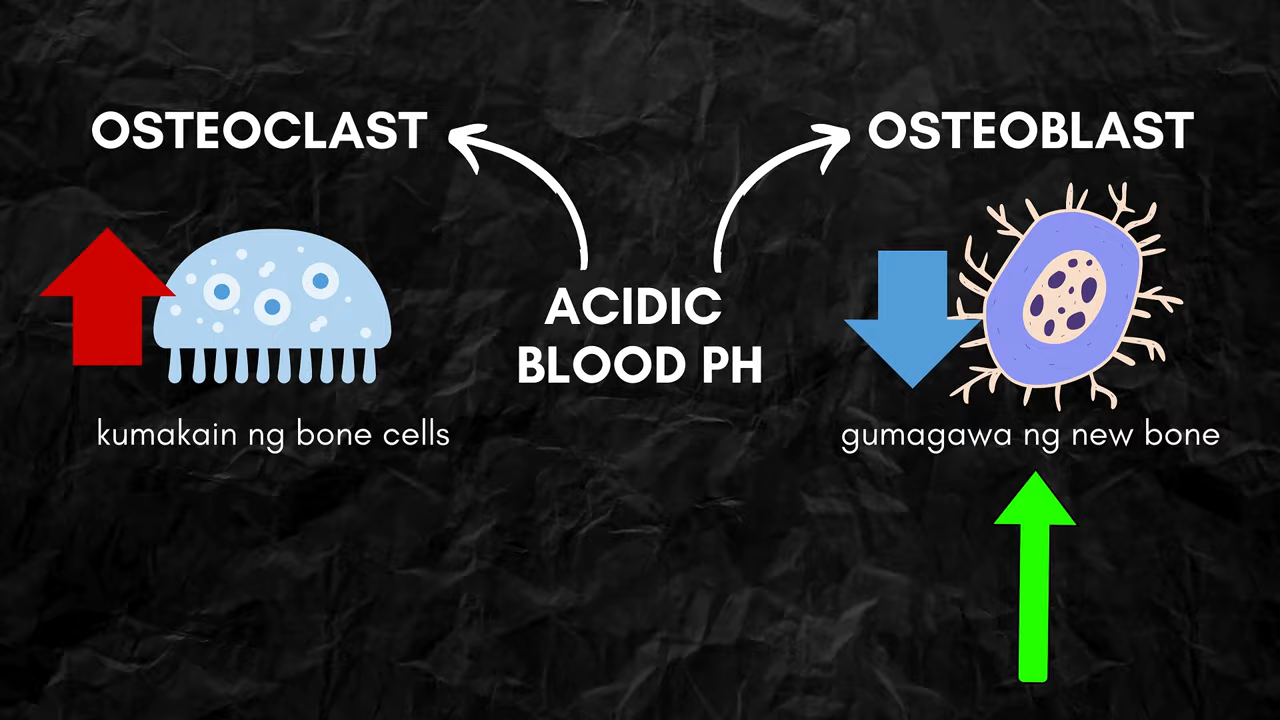 OSTEOCLAST
OSTEOBLAST
ACIDIC
BLOOD PH
kumakain ng bone cells
gumagawa ng new bone